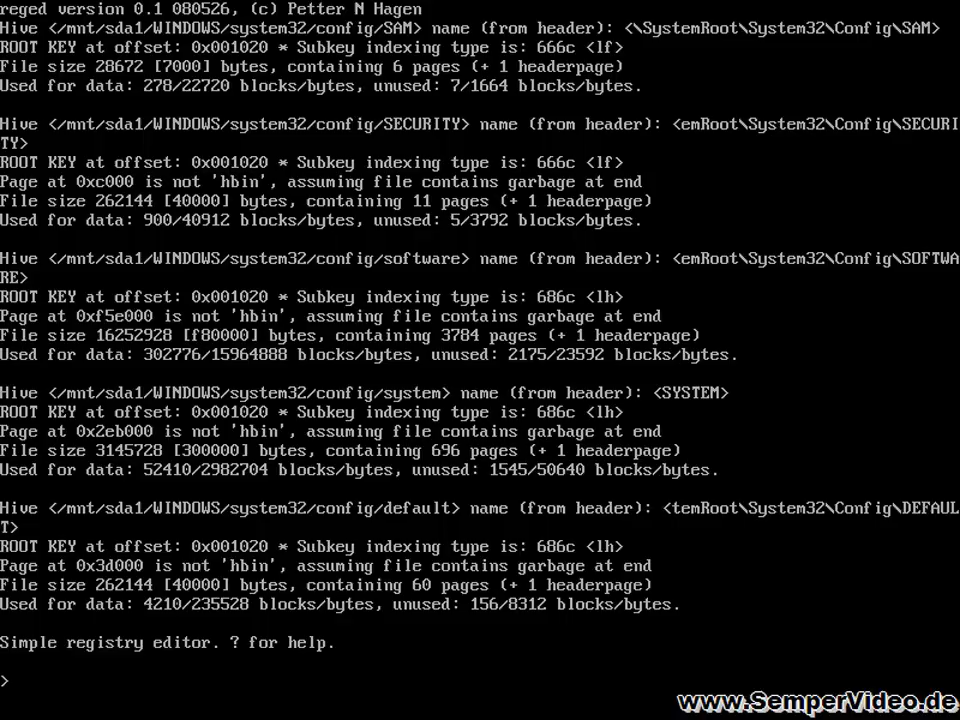 reged version 0.1 080526, (c) Petter N Hagen
Hive </mnt/sda1/WINDOWS/system32/config/SAM> name (from header): <\SystemRoot\System32\Config\SAM>
ROOT KEY at offset: 0x001020 * Subkey indexing type is: 666c <lf>
File size 28672 [7000] bytes, containing 6 pages (+ 1 headerpage)
Used for data: 278/22720 blocks/bytes, unused: 7/1664 blocks/bytes.
Hive </mnt/sda1/WINDOWS/system32/config/SECURITY> name (from header): <emRoot\System32\Config\SECURI
TY>
ROOT KEY at offset: 0x001020 * Subkey indexing type is: 666c <lf>
Page at 0xc000 is not 'hbin', assuming file contains garbage at end
File size 262144 [40000] bytes, containing 11 pages (+ 1 headerpage)
Used for data: 900/40912 blocks/bytes, unused: 5/3792 blocks/bytes.
Hive </mnt/sda1/WINDOWS/system32/config/software> name (from header): <emRoot\System32\Config\SOFTWA
RE>
ROOT KEY at offset: 0x001020 * Subkey indexing type is: 686c <lh>
Page at 0xf5e000 is not 'hbin', assuming file contains garbage at end
File size 16252928 [f80000] bytes, containing 3784 pages (+ 1 headerpage)
Used for data: 302776/15964888 blocks/bytes, unused: 2175/23592 blocks/bytes.
Hive </mnt/sda1/WINDOWS/system32/config/system> name (from header): <SYSTEM>
ROOT KEY at offset: 0x001020 * Subkey indexing type is: 686c <lh>
Page at 0x2eb000 is not 'hbin', assuming file contains garbage at end
File size 3145728 [300000] bytes, containing 696 pages (+ 1 headerpage)
Used for data: 52410/2982704 blocks/bytes, unused: 1545/50640 blocks/bytes.
Hive </mnt/sda1/WINDOWS/system32/config/default> name (from header): <temRoot\System32\Config\DEFAUL
T>
ROOT KEY at offset: 0x001020 * Subkey indexing type is: 686c <lh>
Page at 0x3d000 is not 'hbin', assuming file contains garbage at end
File size 262144 [40000] bytes, containing 60 pages (+ 1 headerpage)
Used for data: 4210/235528 blocks/bytes, unused: 156/8312 blocks/bytes.
Simple registry editor. ? for help.
>
www.SemperVideo.de